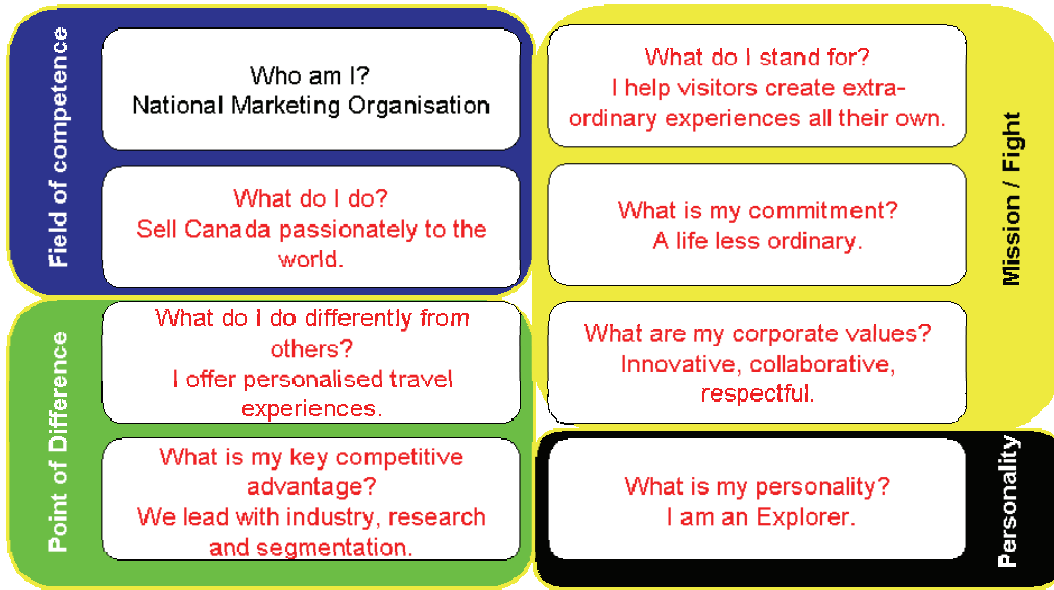 Field of competence
Who am I?
National Marketing Organisation
What do I do?
Sell Canada passionately to the
world.
Point of Difference
What do I do differently from
others?
I offer personalised travel
experiences.
What is my key competitive
advantage?
We lead with industry, research
and segmentation.
What do I stand for?
I help visitors create extra-
ordinary experiences all their own.
What is my commitment?
A life less ordinary.
What are my corporate values?
Innovative, collaborative,
respectful.
Mission / Fight
What is my personality?
I am an Explorer.
Personality